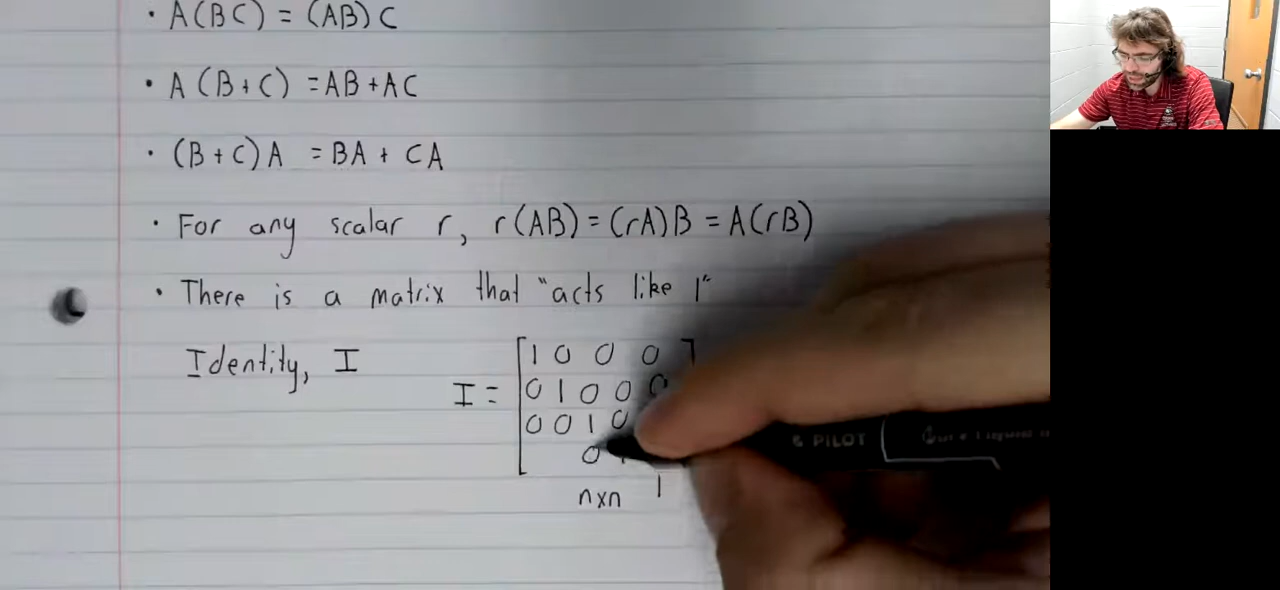 · A(BC) = (AB)C
· A(B+C) = AB+AC
· (B+C)A = BA + CA
· For any scalar r, r(AB) = (rA)B = A(rB)
· There is a matrix that "acts like 1"
Identity, I
I = [1 0 0 0
0 1 0 0 0
0 0 1 0
0
1
n×n
PILOT